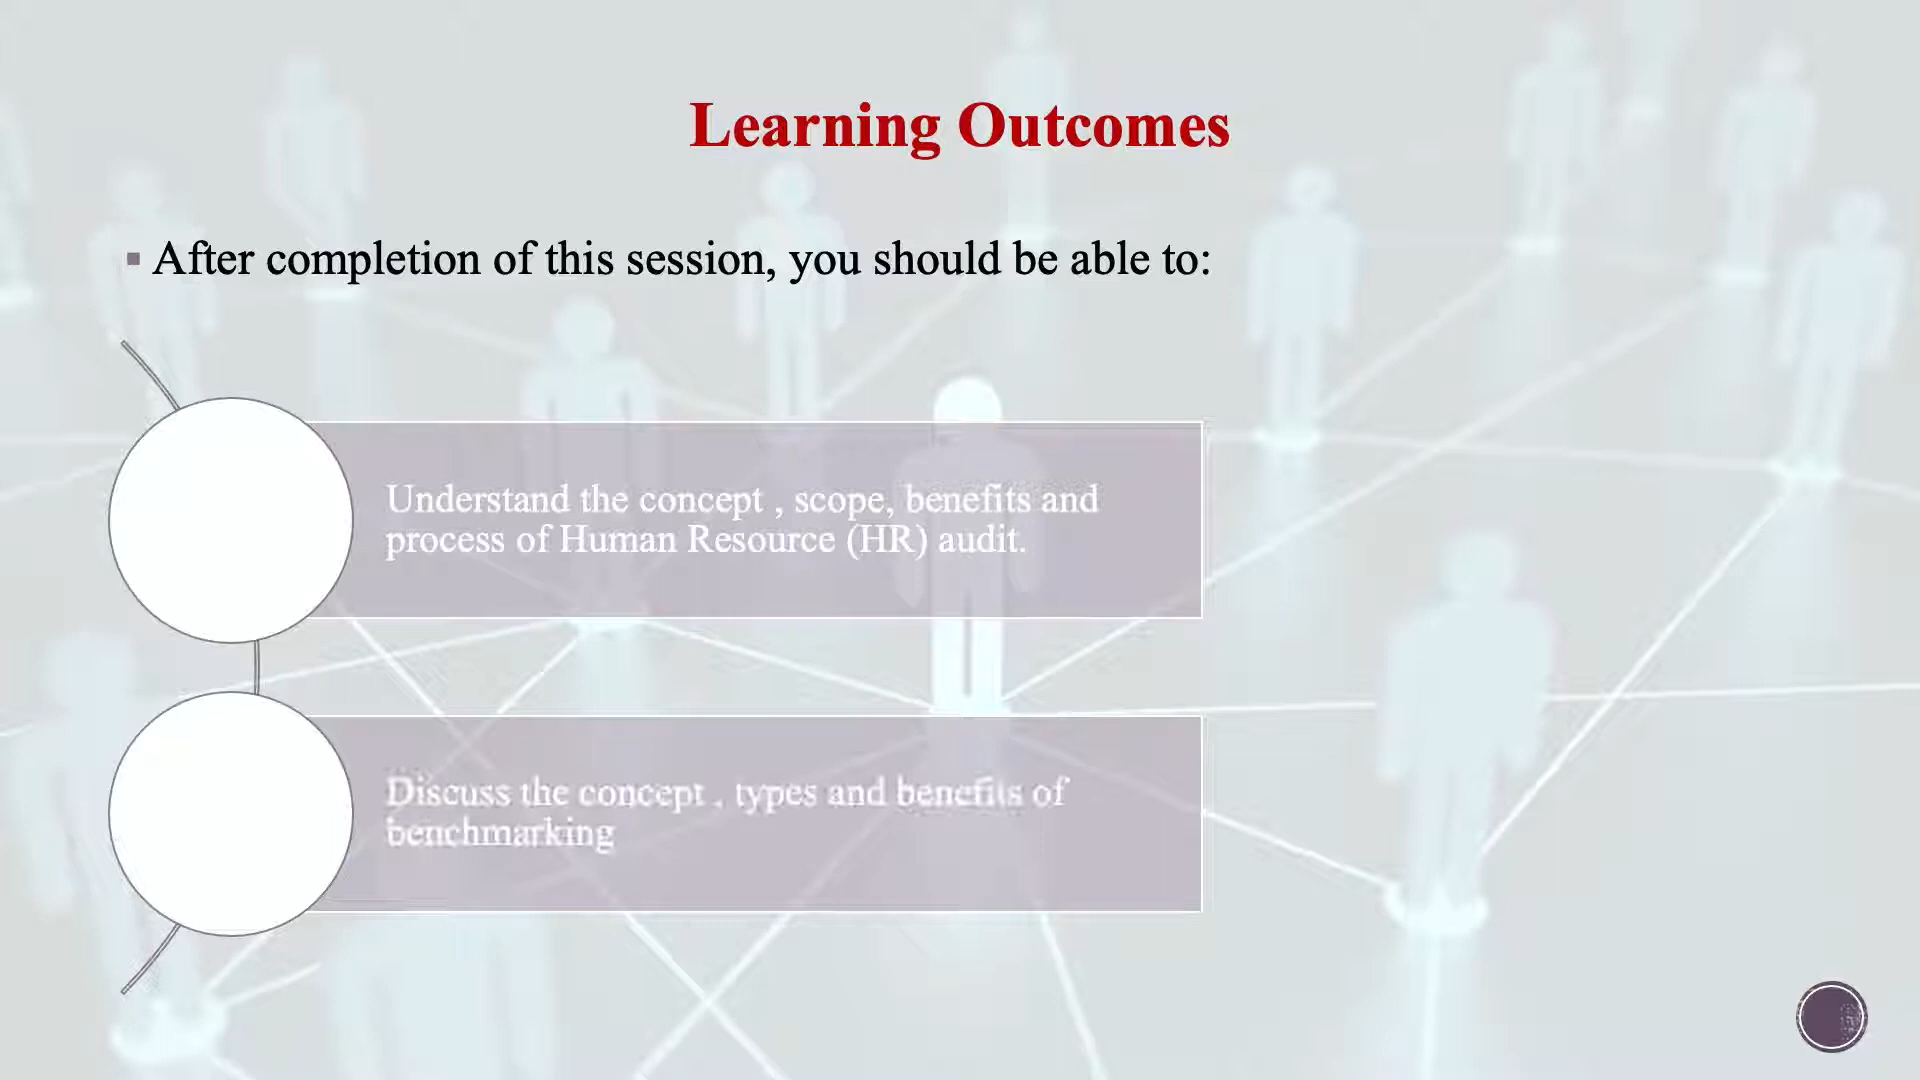 Learning Outcomes
▪ After completion of this session, you should be able to:
Understand the concept , scope, benefits and
process of Human Resource (HR) audit.
Discuss the concept , types and benefits of
benchmarking